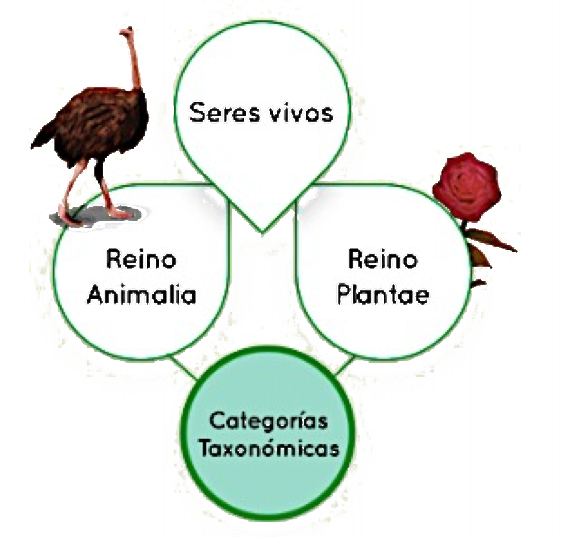 Seres vivos
Reino
Animalia
Reino
Plantae
Categorías
Taxonómicas